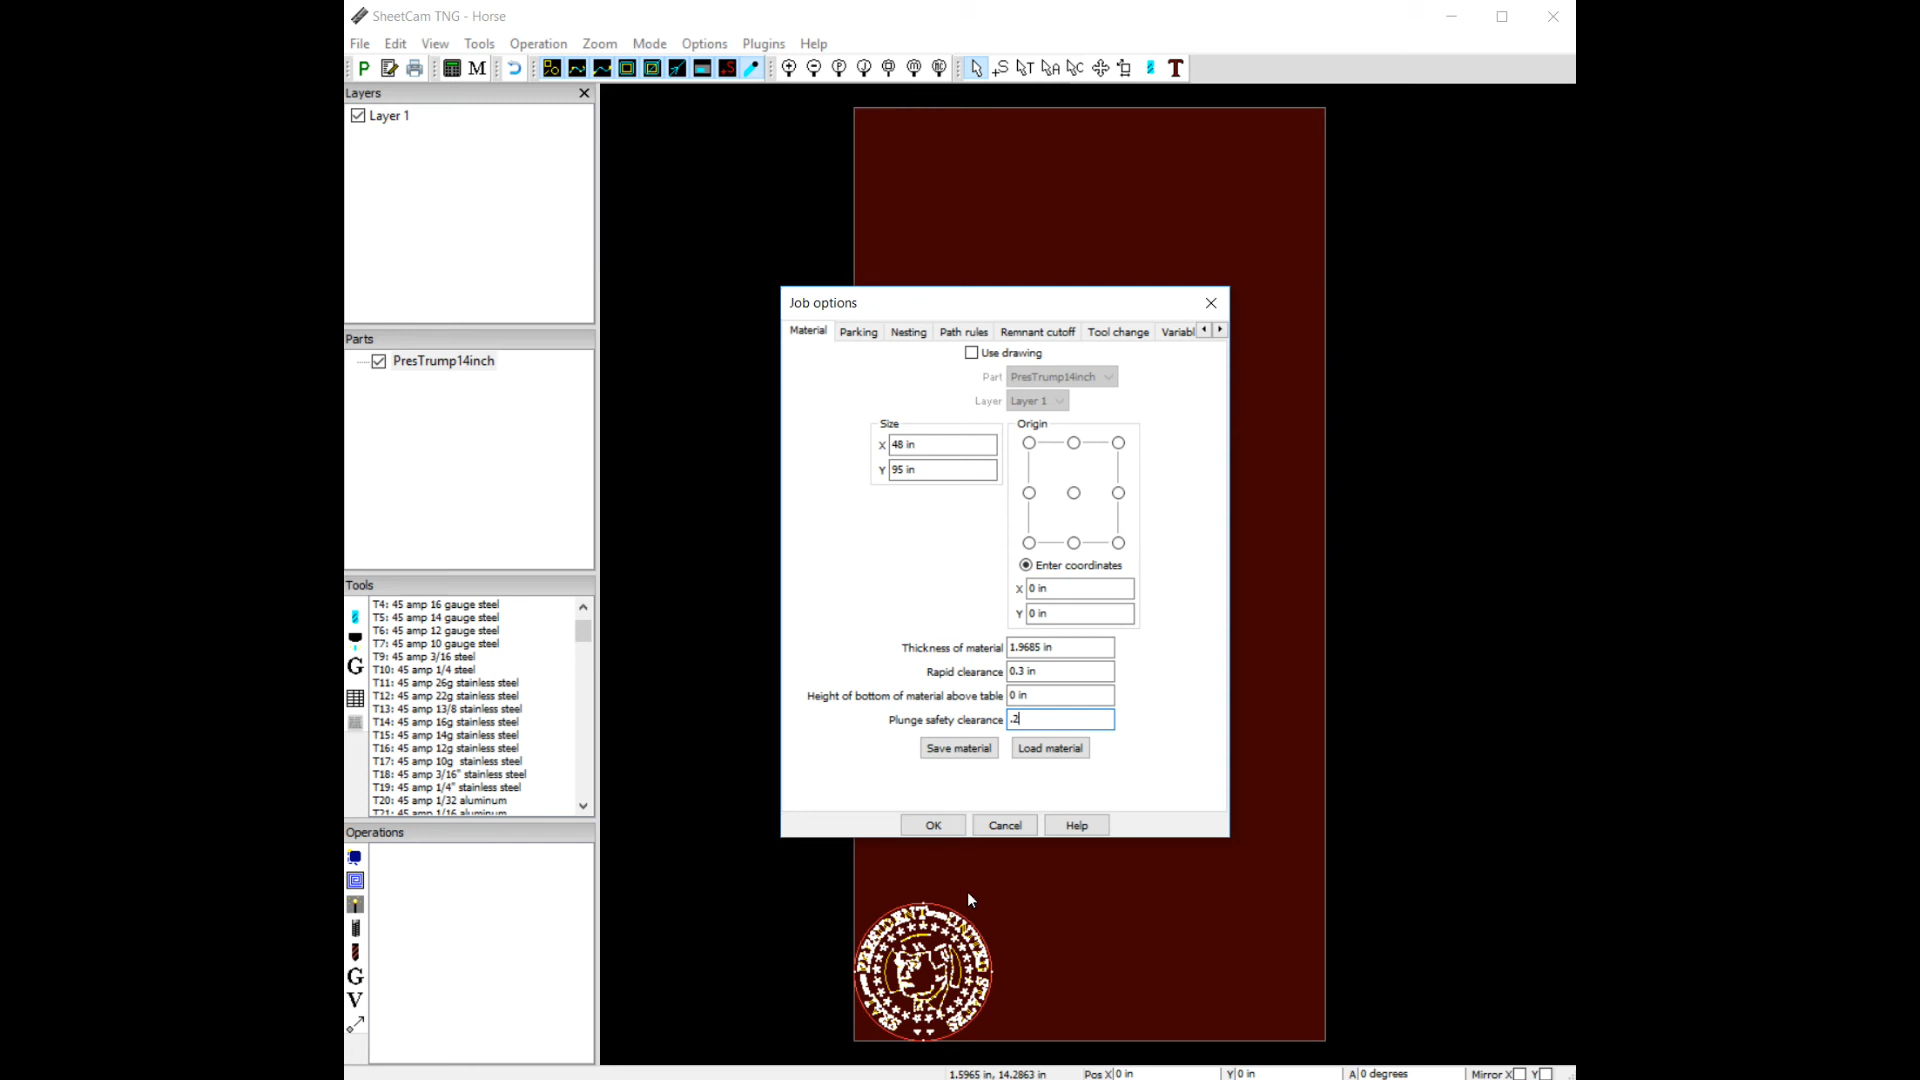 SheetCam TNG - Horse
File Edit View Tools Operation Zoom Mode Options Plugins Help
P M +S T A C T
Layers
Layer 1
Parts
PresTrump14inch
Tools
T4: 45 amp 16 gauge steel
T5: 45 amp 14 gauge steel
T6: 45 amp 12 gauge steel
T7: 45 amp 10 gauge steel
T9: 45 amp 3/16 steel
T10: 45 amp 1/4 steel
T11: 45 amp 26g stainless steel
T12: 45 amp 22g stainless steel
T13: 45 amp 13/8 stainless steel
T14: 45 amp 16g stainless steel
T15: 45 amp 14g stainless steel
T16: 45 amp 12g stainless steel
T17: 45 amp 10g stainless steel
T18: 45 amp 3/16" stainless steel
T19: 45 amp 1/4" stainless steel
T20: 45 amp 1/32 aluminum
T21: 45 amp 1/16 aluminum
G
Operations
G
V
Job options
Material Parking Nesting Path rules Remnant cutoff Tool change Variabl
Use drawing
Part PresTrump14inch
Layer Layer 1
Size
X 48 in
Y 95 in
Origin
Enter coordinates
X 0 in
Y 0 in
Thickness of material 1.9685 in
Rapid clearance 0.3 in
Height of bottom of material above table 0 in
Plunge safety clearance .2
Save material Load material
OK Cancel Help
PRESIDENT UNITED STATES
1.5965 in, 14.2863 in Pos X 0 in Y 0 in A 0 degrees Mirror X Y